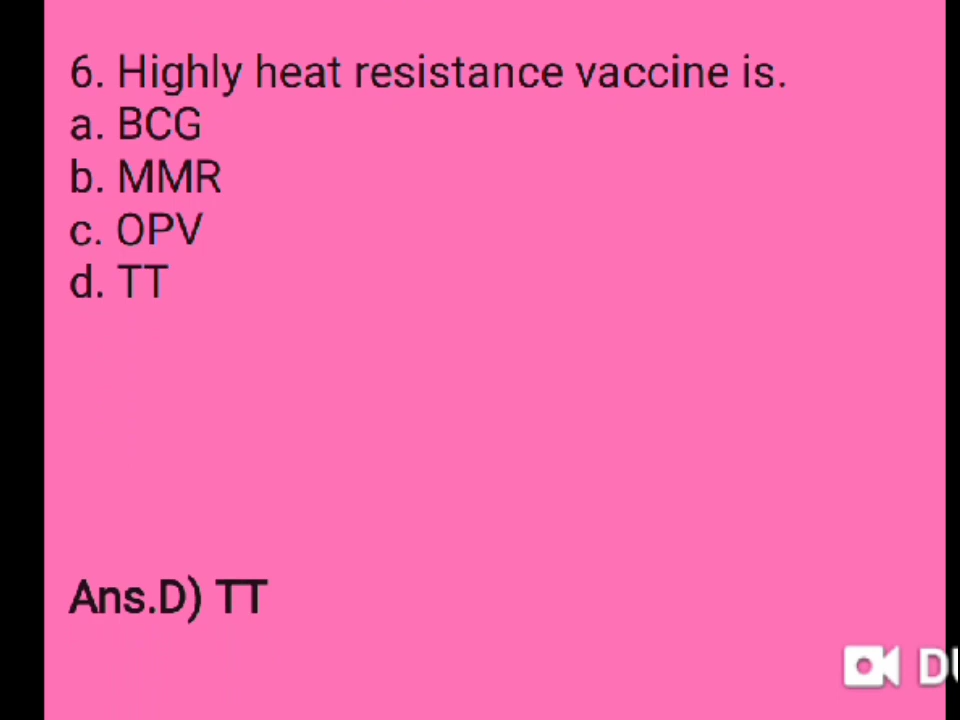 6. Highly heat resistance vaccine is.
a. BCG
b. MMR
c. OPV
d. TT
Ans.D) TT